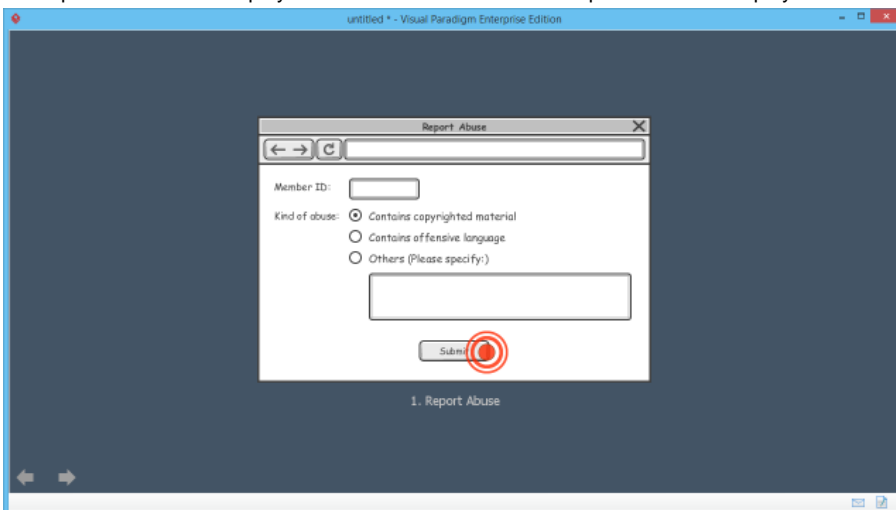 untitled * - Visual Paradigm Enterprise Edition
Report Abuse
Member ID:
Kind of abuse:
Contains copyrighted material
Contains offensive language
Others (Please specify:)
1. Report Abuse